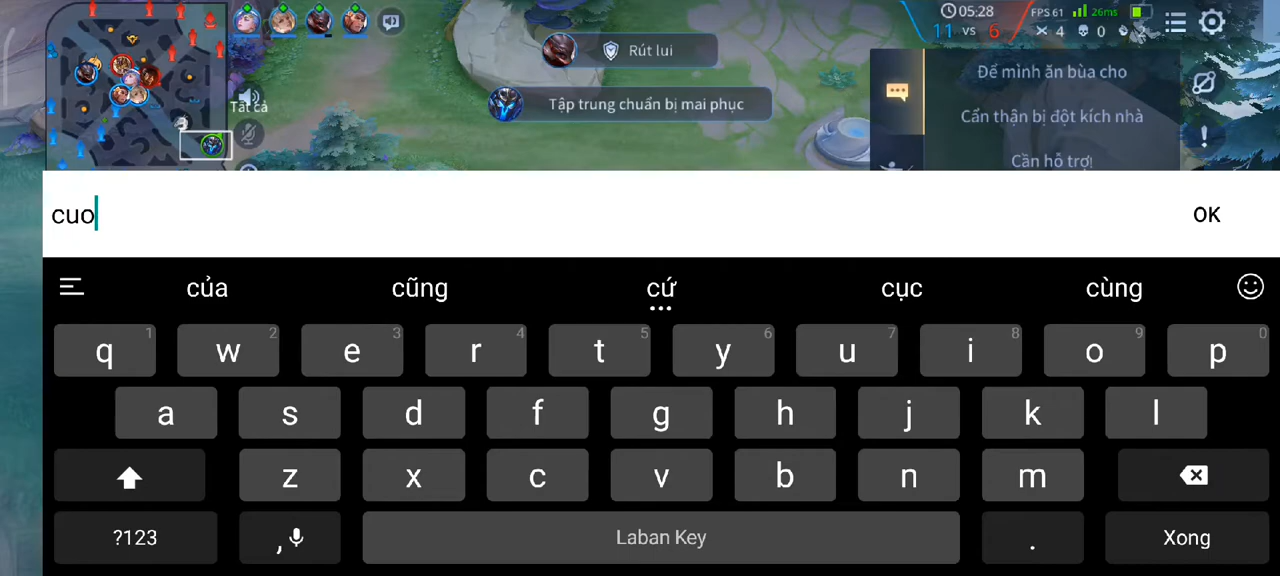 05:28
FPS 61
26ms
11 vs 6
4
0
Rút lui
Để mình ăn bùa cho
Tập trung chuẩn bị mai phục
Tất cả
Cẩn thận bị đột kích nhà
Cần hỗ trợ!
cuo
OK
của cũng cứ cục cùng
q 1 w 2 e 3 r 4 t 5 y 6 u 7 i 8 o 9 p 0
a s d f g h j k l
z x c v b n m
?123 , Laban Key . Xong